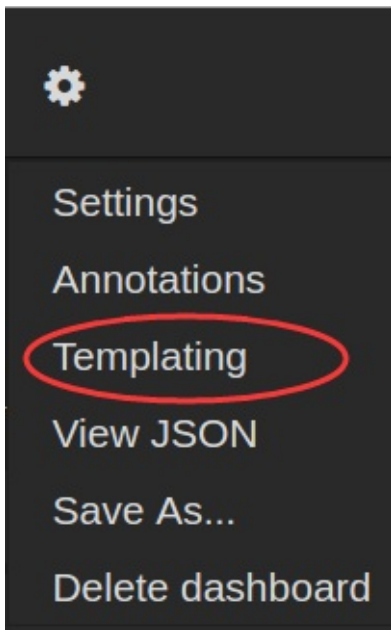 Settings
Annotations
Templating
View JSON
Save As...
Delete dashboard